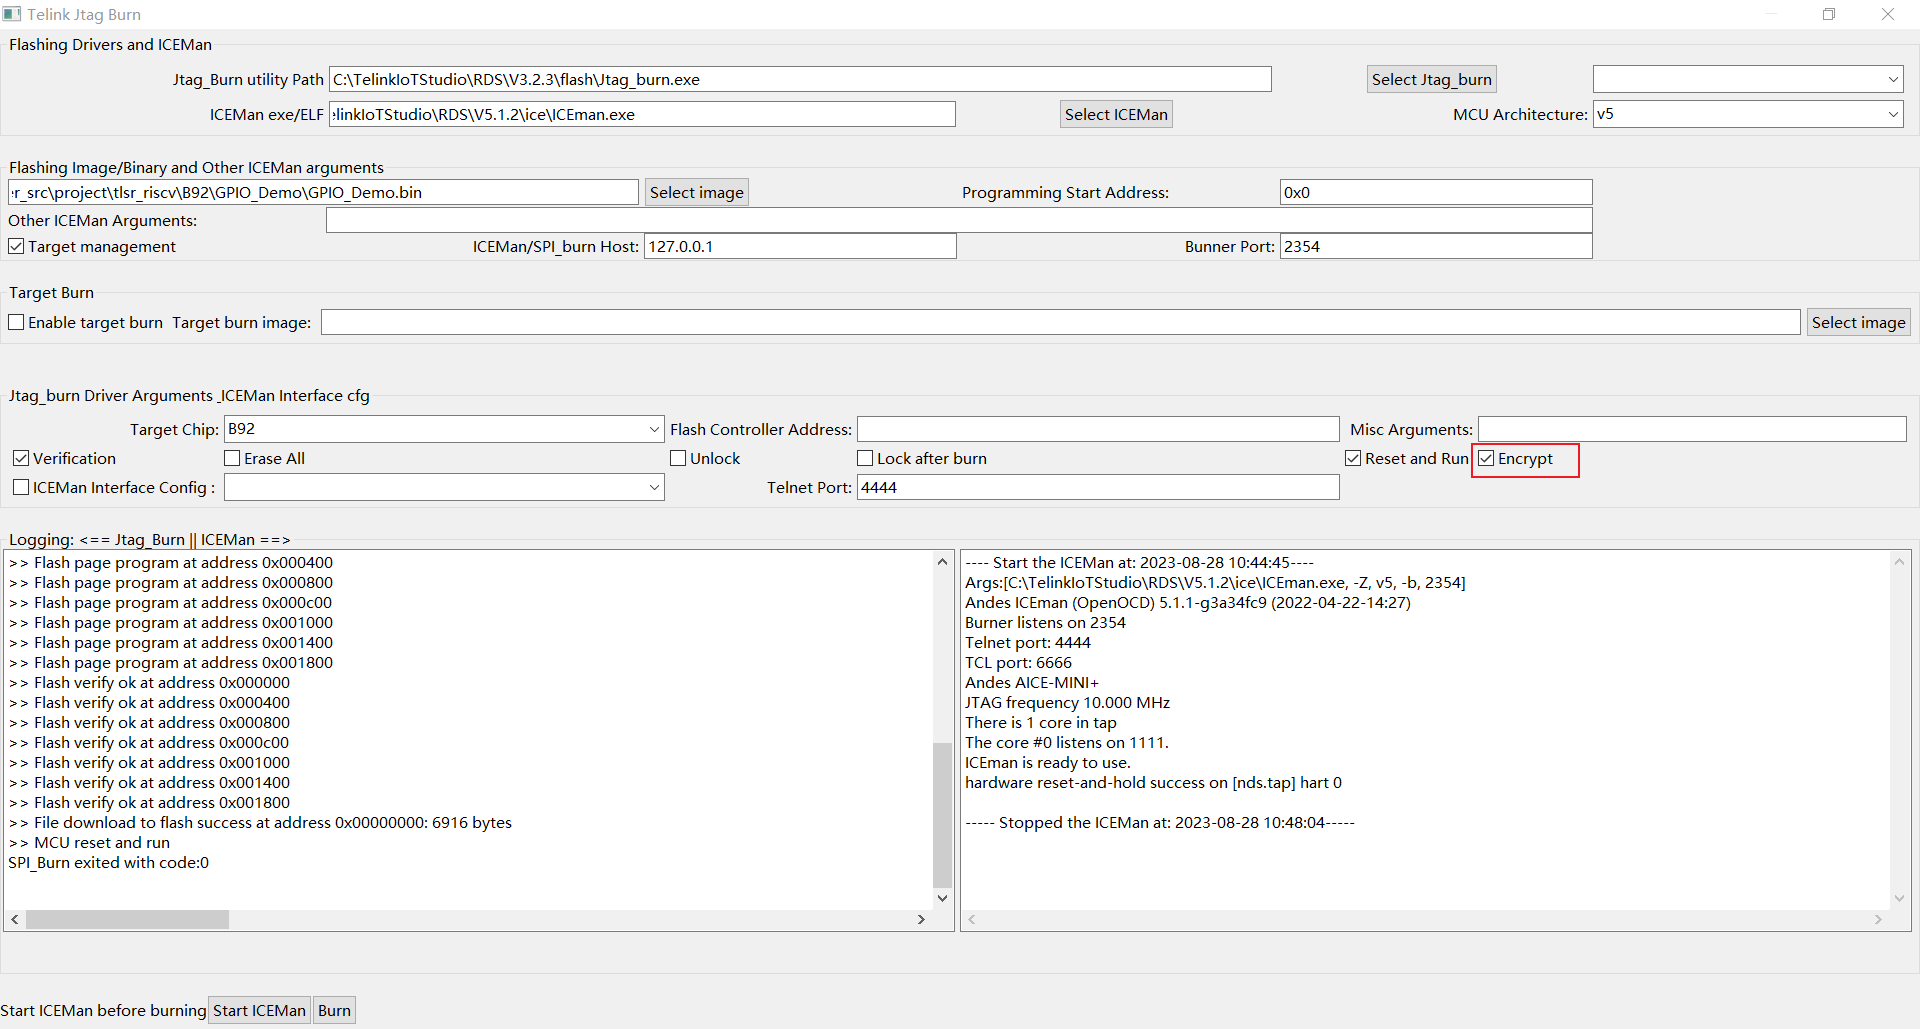 Telink Jtag Burn
Flashing Drivers and ICEMan
Jtag_Burn utility Path C:\TelinkIoTStudio\RDS\V3.2.3\flash\Jtag_burn.exe Select Jtag_burn
ICEMan exe/ELF elinkIoTStudio\RDS\V5.1.2\ice\ICEman.exe Select ICEMan MCU Architecture: v5
Flashing Image/Binary and Other ICEMan arguments
r_src\project\tlsr_riscv\B92\GPIO_Demo\GPIO_Demo.bin Select image Programming Start Address: 0x0
Other ICEMan Arguments:
Target management ICEMan/SPI_burn Host: 127.0.0.1 Bunner Port: 2354
Target Burn
Enable target burn Target burn image: Select image
Jtag_burn Driver Arguments _ICEMan Interface cfg
Target Chip: B92 Flash Controller Address: Misc Arguments:
Verification Erase All Unlock Lock after burn Reset and Run Encrypt
ICEMan Interface Config : Telnet Port: 4444
Logging: <== Jtag_Burn || ICEMan ==>
>> Flash page program at address 0x000400
>> Flash page program at address 0x000800
>> Flash page program at address 0x000c00
>> Flash page program at address 0x001000
>> Flash page program at address 0x001400
>> Flash page program at address 0x001800
>> Flash verify ok at address 0x000000
>> Flash verify ok at address 0x000400
>> Flash verify ok at address 0x000800
>> Flash verify ok at address 0x000c00
>> Flash verify ok at address 0x001000
>> Flash verify ok at address 0x001400
>> Flash verify ok at address 0x001800
>> File download to flash success at address 0x00000000: 6916 bytes
>> MCU reset and run
SPI_Burn exited with code:0
---- Start the ICEMan at: 2023-08-28 10:44:45----
Args:[C:\TelinkIoTStudio\RDS\V5.1.2\ice\ICEman.exe, -Z, v5, -b, 2354]
Andes ICEman (OpenOCD) 5.1.1-g3a34fc9 (2022-04-22-14:27)
Burner listens on 2354
Telnet port: 4444
TCL port: 6666
Andes AICE-MINI+
JTAG frequency 10.000 MHz
There is 1 core in tap
The core #0 listens on 1111.
ICEman is ready to use.
hardware reset-and-hold success on [nds.tap] hart 0
----- Stopped the ICEMan at: 2023-08-28 10:48:04-----
Start ICEMan before burning Start ICEMan Burn